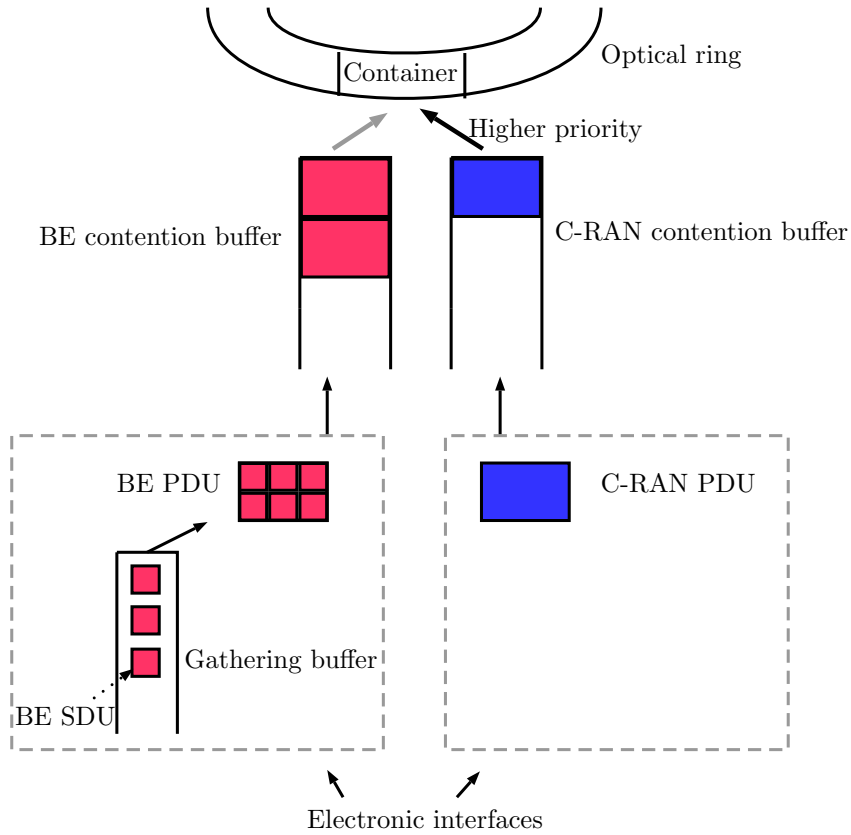 Optical ring
Container
Higher priority
BE contention buffer
C-RAN contention buffer
BE PDU
C-RAN PDU
Gathering buffer
BE SDU
Electronic interfaces